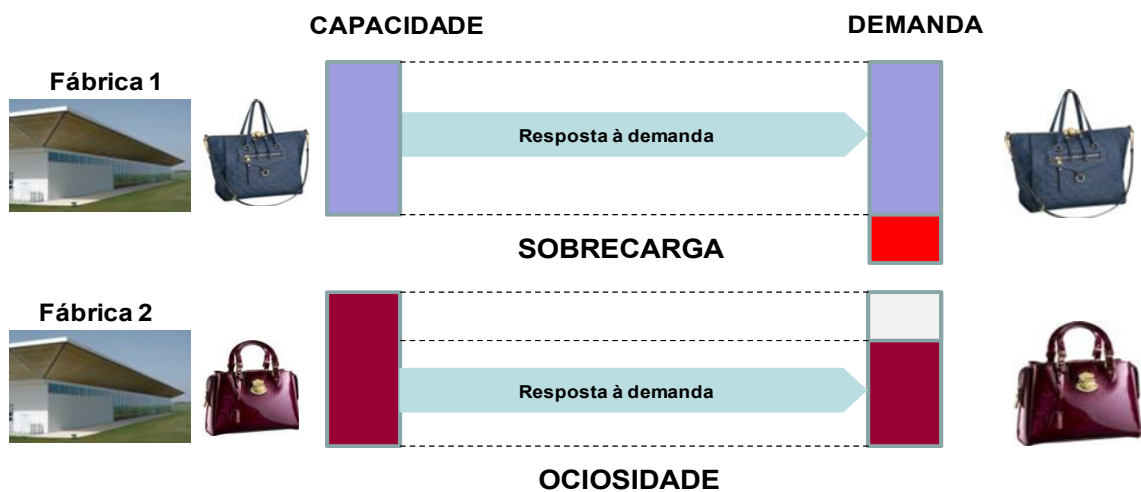 CAPACIDADE
DEMANDA
Fábrica 1
Resposta à demanda
SOBRECARGA
Fábrica 2
Resposta à demanda
OCIOSIDADE